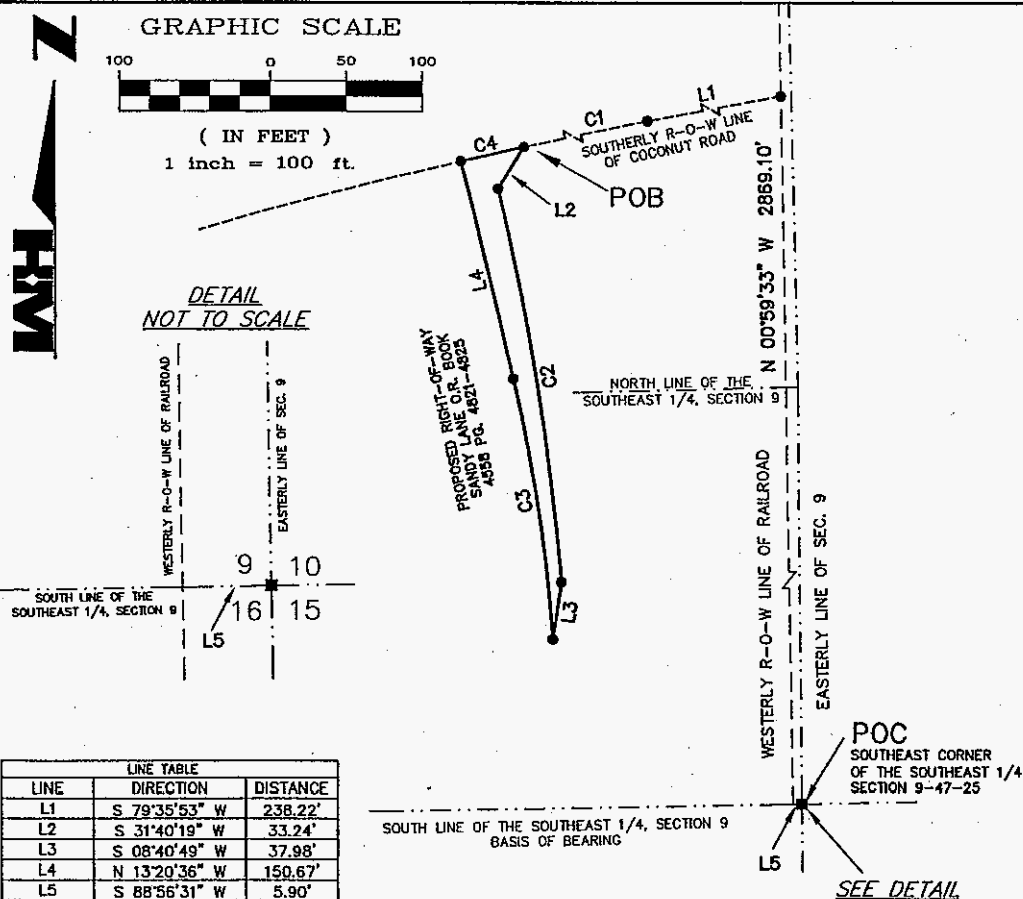 Z
GRAPHIC SCALE
100 0 50 100
( IN FEET )
1 inch = 100 ft.
HM
C4
C1
L1
SOUTHERLY R-O-W LINE
OF COCONUT ROAD
POB
L2
L4
C2
C3
L3
PROPOSED RIGHT-OF-WAY
SANDY LANE O.R. BOOK
4558 PG. 4821-4825
N 00°59'33" W 2869.10'
NORTH LINE OF THE
SOUTHEAST 1/4, SECTION 9
WESTERLY R-O-W LINE OF RAILROAD
EASTERLY LINE OF SEC. 9
DETAIL
NOT TO SCALE
WESTERLY R-O-W LINE OF RAILROAD
EASTERLY LINE OF SEC. 9
9 10
16 15
SOUTH LINE OF THE
SOUTHEAST 1/4, SECTION 9
L5
POC
SOUTHEAST CORNER
OF THE SOUTHEAST 1/4
SECTION 9-47-25
SOUTH LINE OF THE SOUTHEAST 1/4, SECTION 9
BASIS OF BEARING
L5
SEE DETAIL
LINE TABLE
LINE DIRECTION DISTANCE
L1 S 79°35'53" W 238.22'
L2 S 31°40'19" W 33.24'
L3 S 08°40'49" W 37.98'
L4 N 13°20'36" W 150.67'
L5 S 88°56'31" W 5.90'